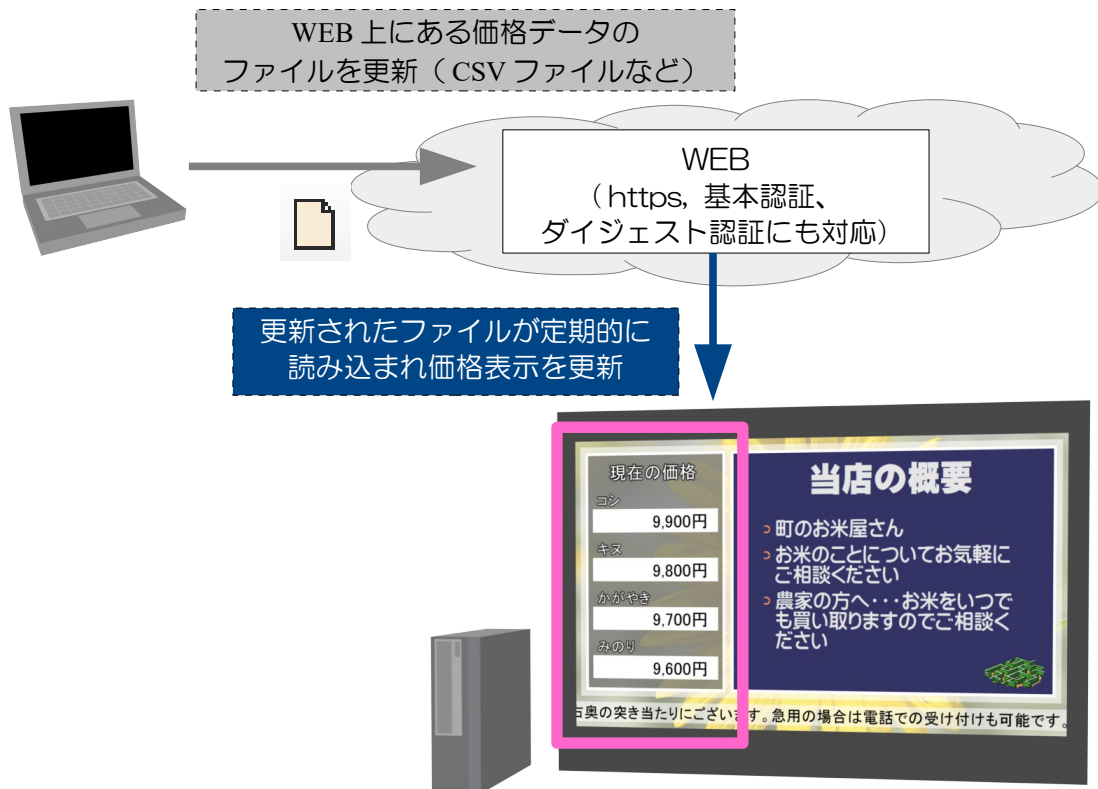 WEB 上にある価格データの
ファイルを更新（ CSV ファイルなど）
WEB
（https, 基本認証、
ダイジェスト認証にも対応）
更新されたファイルが定期的に
読み込まれ価格表示を更新
現在の価格
コシ
9,900円
キヌ
9,800円
かがやき
9,700円
みのり
9,600円
当店の概要
町のお米屋さん
お米のことについてお気軽に
ご相談ください
農家の方へ・・・お米をいつで
も買い取りますのでご相談く
ださい
右奥の突き当たりにございます。急用の場合は電話での受け付けも可能です。